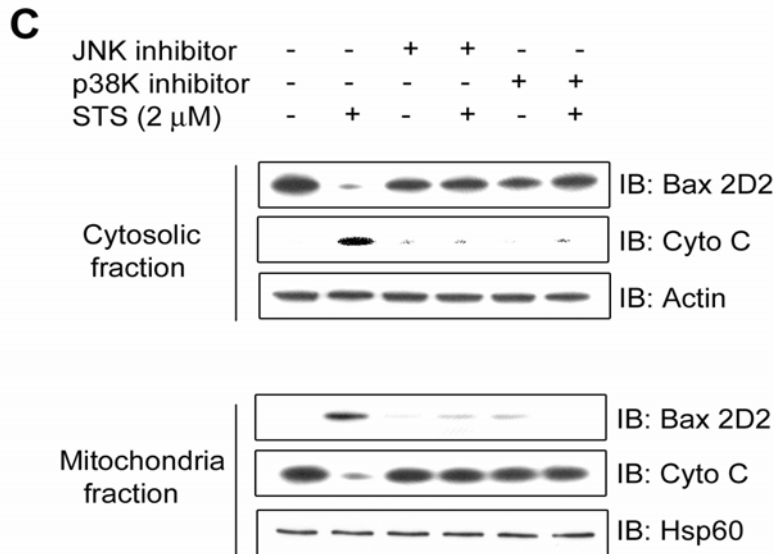 C
JNK inhibitor - - + + - -
p38K inhibitor - - - - + +
STS (2 μM) - + - + - +
IB: Bax 2D2
Cytosolic
fraction
IB: Cyto C
IB: Actin
IB: Bax 2D2
Mitochondria
fraction
IB: Cyto C
IB: Hsp60